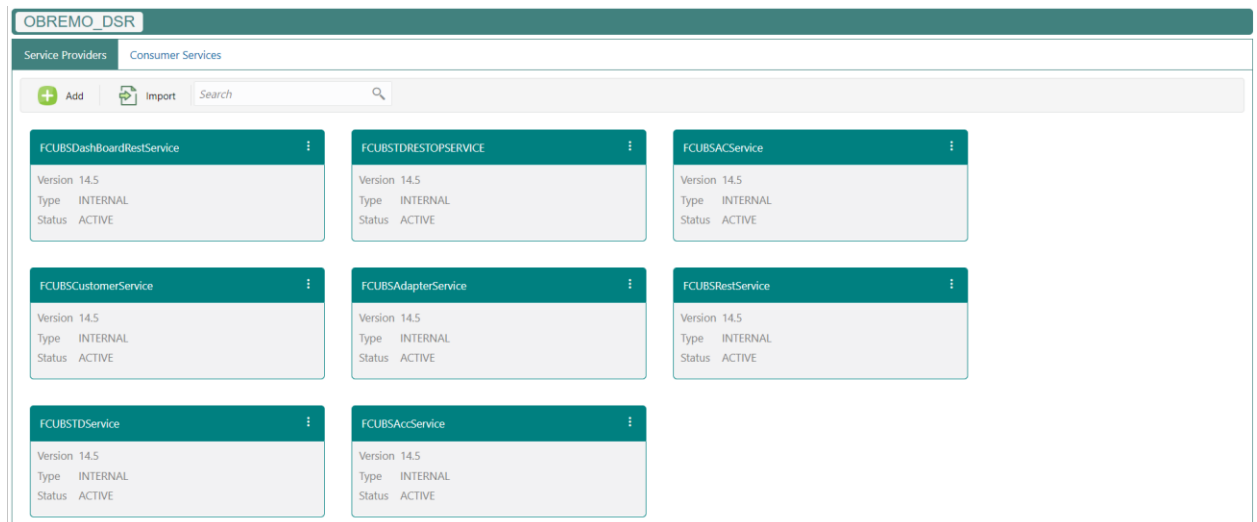 OBREMO_DSR
Service Providers Consumer Services
Add Import Search
FCUBSDashBoardRestService
Version 14.5
Type INTERNAL
Status ACTIVE
FCUBSTDRESTOPSERVICE
Version 14.5
Type INTERNAL
Status ACTIVE
FCUBSACService
Version 14.5
Type INTERNAL
Status ACTIVE
FCUBSCustomerService
Version 14.5
Type INTERNAL
Status ACTIVE
FCUBSAdapterService
Version 14.5
Type INTERNAL
Status ACTIVE
FCUBSRestService
Version 14.5
Type INTERNAL
Status ACTIVE
FCUBSTDService
Version 14.5
Type INTERNAL
Status ACTIVE
FCUBSAccService
Version 14.5
Type INTERNAL
Status ACTIVE